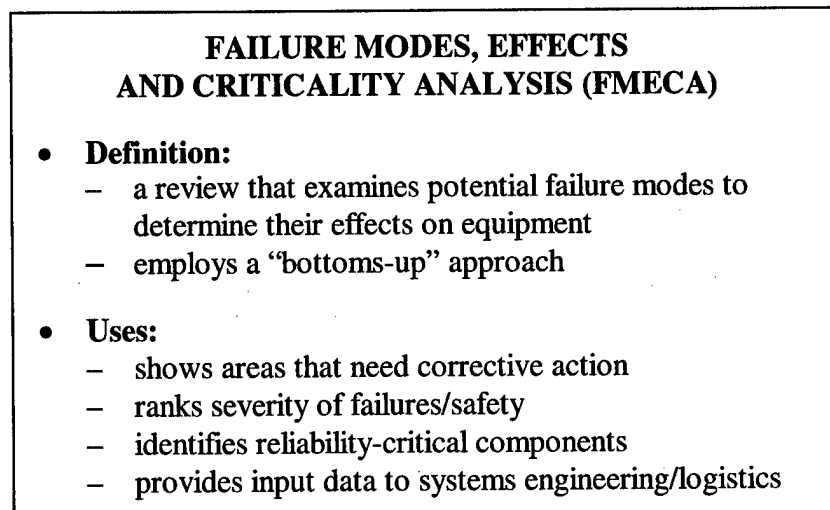 FAILURE MODES, EFFECTS
AND CRITICALITY ANALYSIS (FMECA)
• Definition:
– a review that examines potential failure modes to
determine their effects on equipment
– employs a “bottoms-up” approach
• Uses:
– shows areas that need corrective action
– ranks severity of failures/safety
– identifies reliability-critical components
– provides input data to systems engineering/logistics